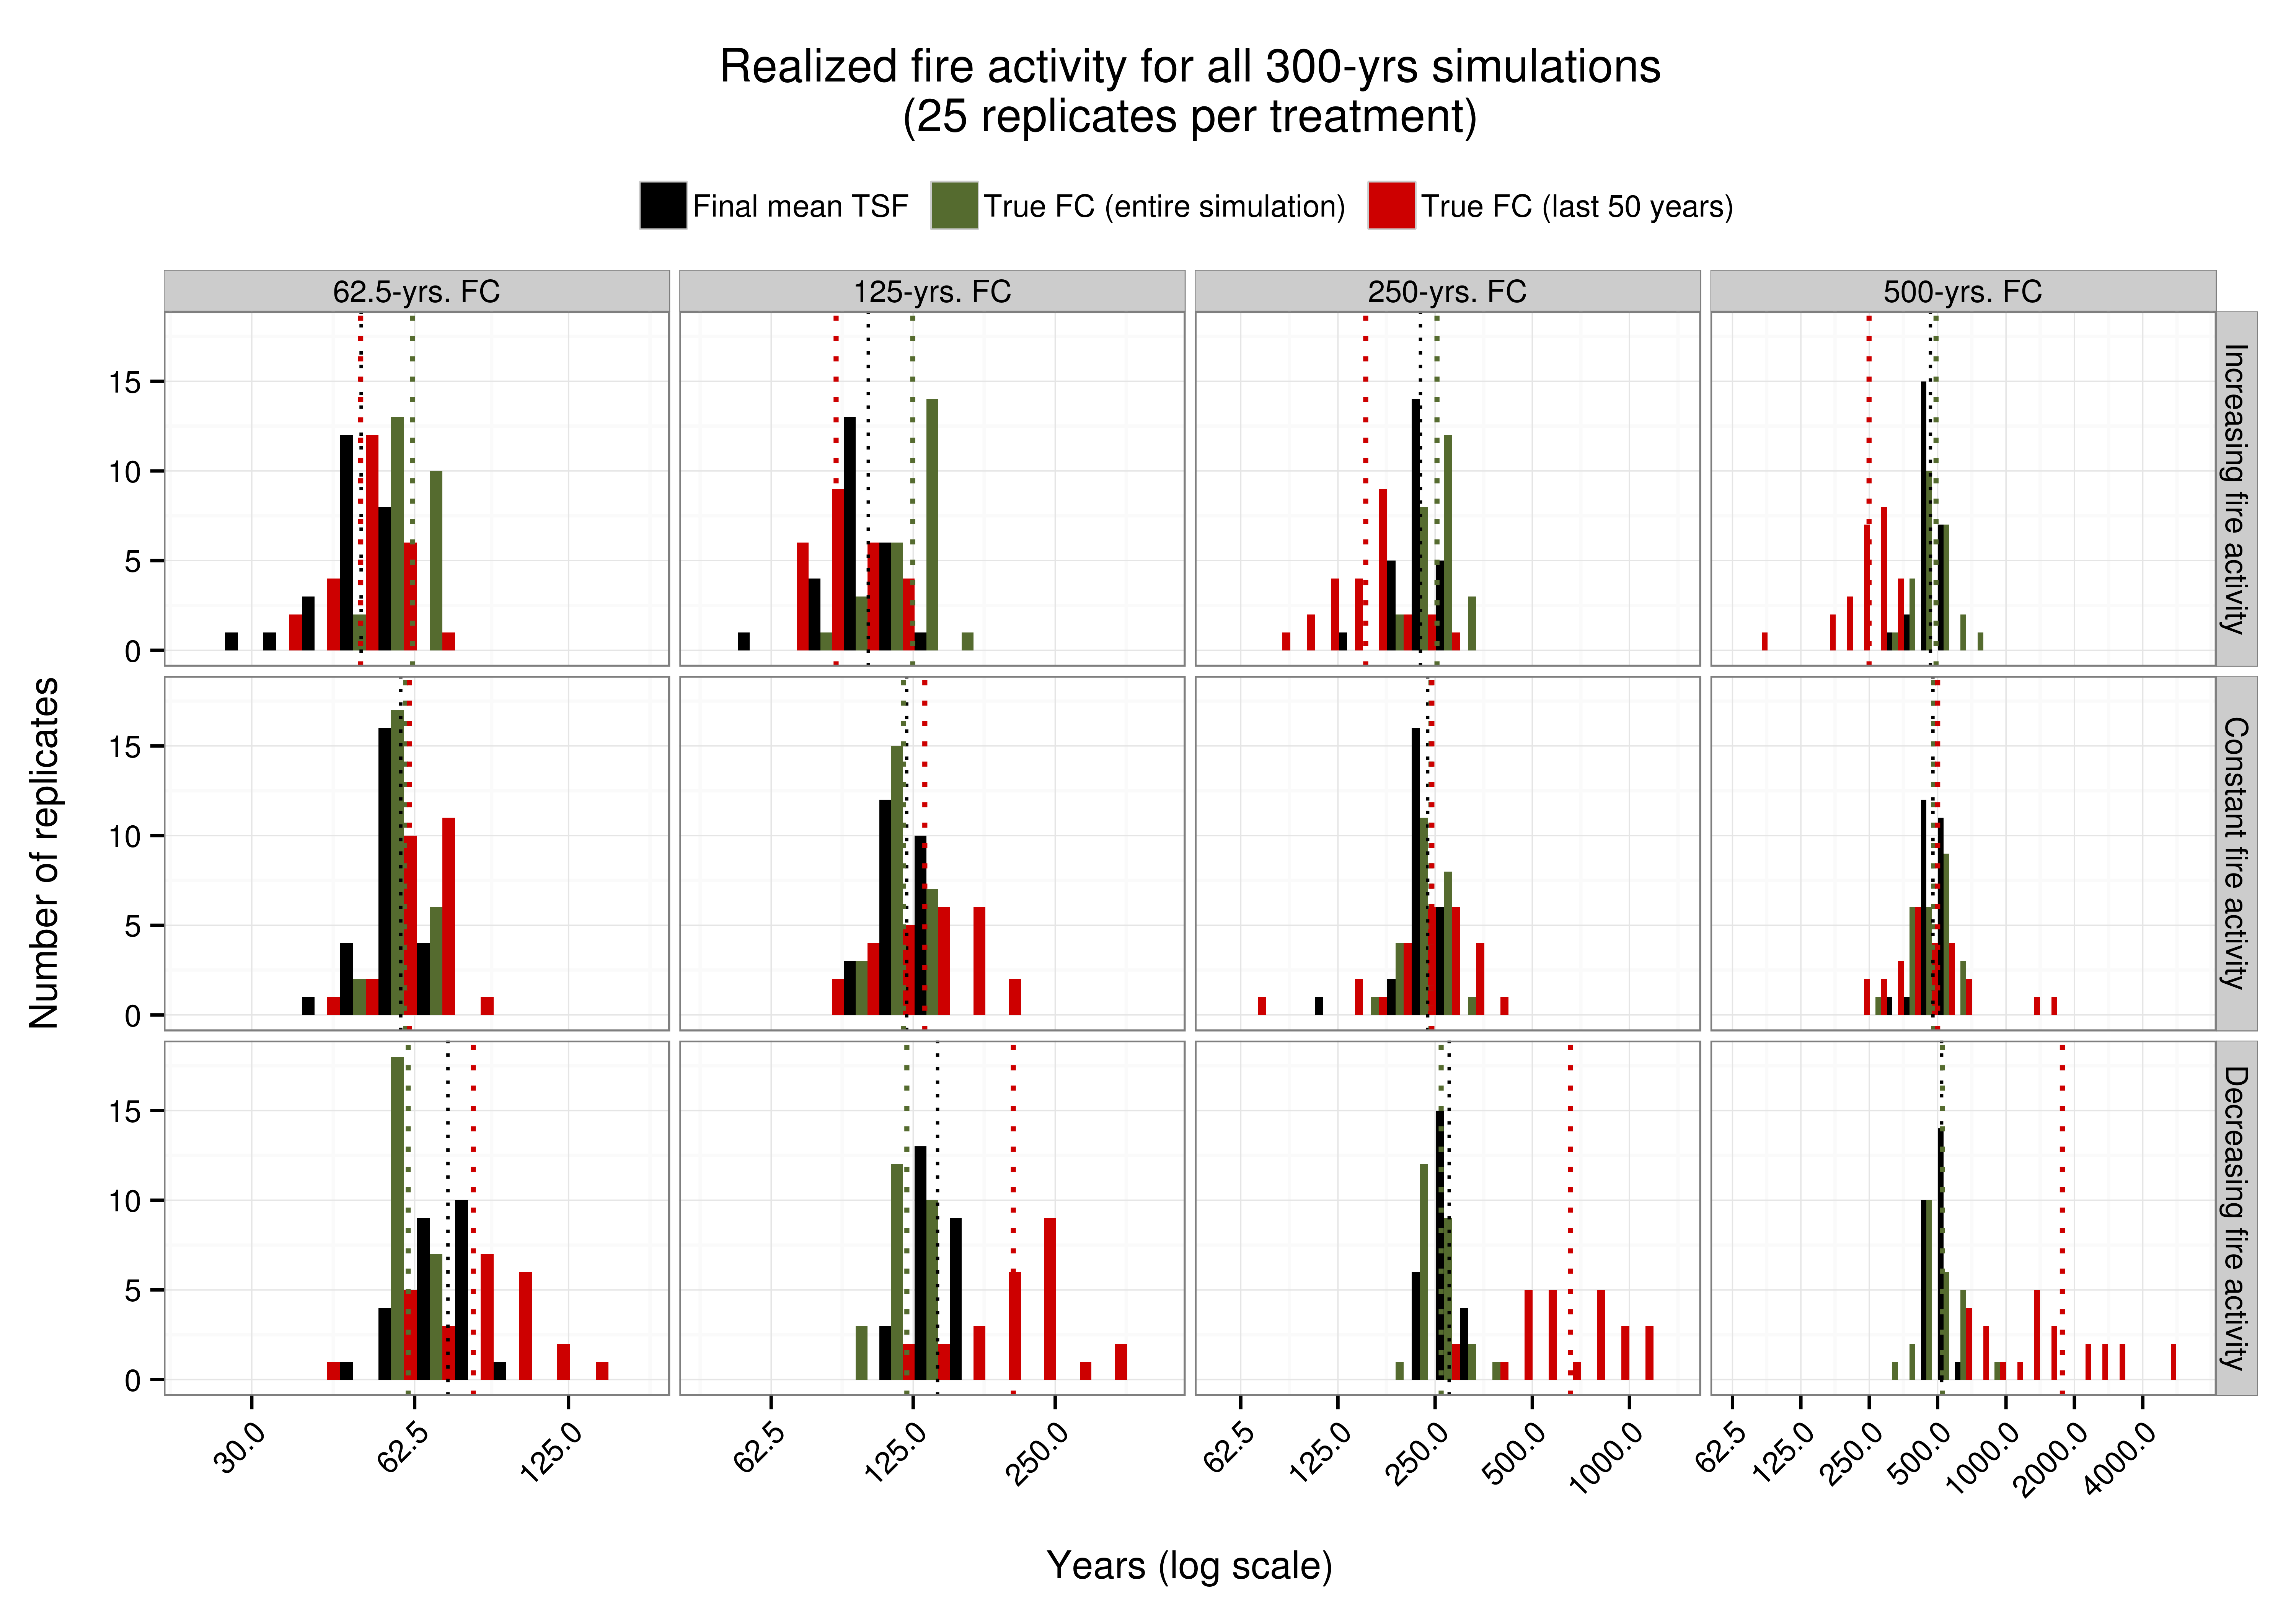 Realized fire activity for all 300-yrs simulations
(25 replicates per treatment)
Final mean TSF
True FC (entire simulation)
True FC (last 50 years)
62.5-yrs. FC
125-yrs. FC
250-yrs. FC
500-yrs. FC
Number of replicates
15
10
5
0
Increasing fire activity
15
10
5
0
Constant fire activity
15
10
5
0
Decreasing fire activity
30.0
62.5
125.0
62.5
125.0
250.0
62.5
125.0
250.0
500.0
1000.0
62.5
125.0
250.0
500.0
1000.0
2000.0
4000.0
Years (log scale)